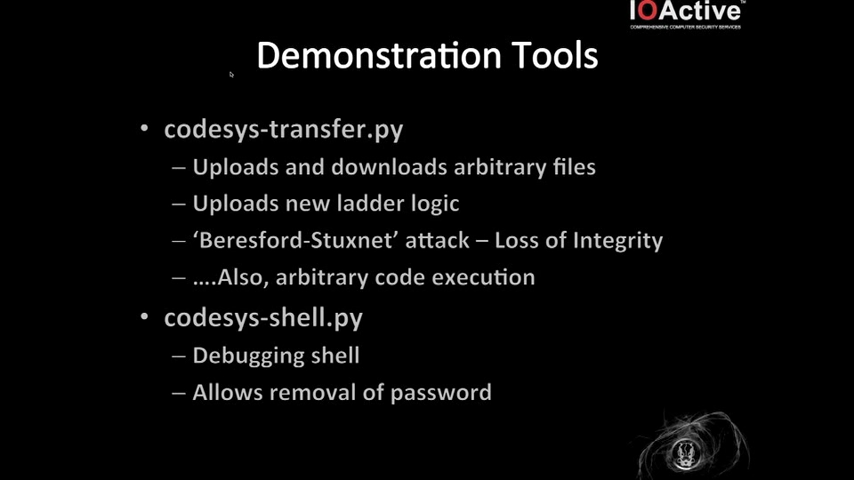 IOActive™
COMPREHENSIVE COMPUTER SECURITY SERVICES
Demonstration Tools
• codesys-transfer.py
– Uploads and downloads arbitrary files
– Uploads new ladder logic
– ‘Beresford-Stuxnet’ attack – Loss of Integrity
– ….Also, arbitrary code execution
• codesys-shell.py
– Debugging shell
– Allows removal of password